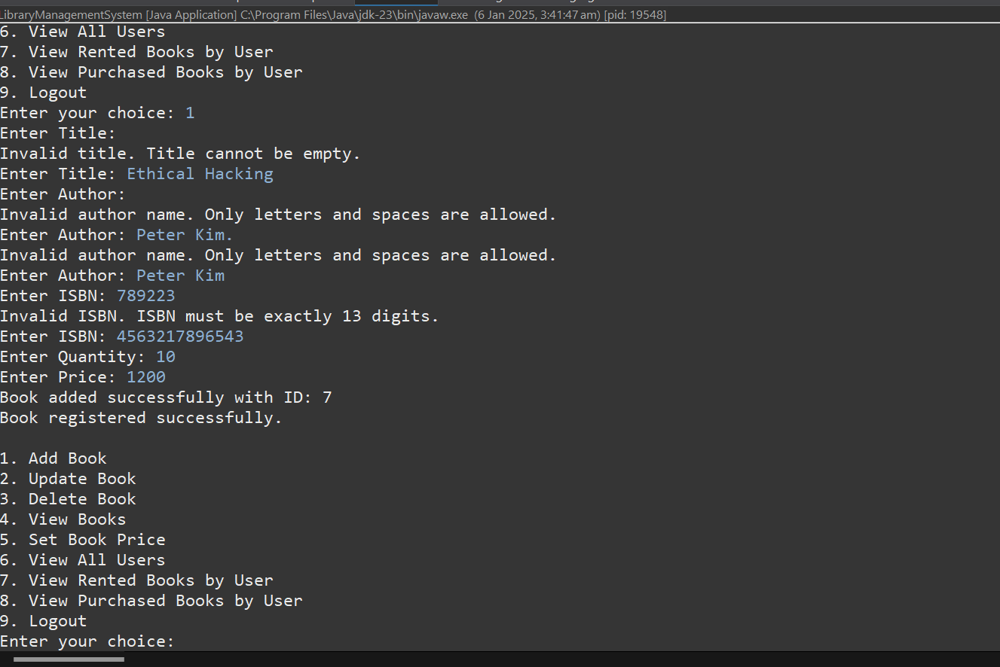 LibraryManagementSystem [Java Application] C:\Program Files\Java\jdk-23\bin\javaw.exe (6 Jan 2025, 3:41:47 am) [pid: 19548]
6. View All Users
7. View Rented Books by User
8. View Purchased Books by User
9. Logout
Enter your choice: 1
Enter Title:
Invalid title. Title cannot be empty.
Enter Title: Ethical Hacking
Enter Author:
Invalid author name. Only letters and spaces are allowed.
Enter Author: Peter Kim.
Invalid author name. Only letters and spaces are allowed.
Enter Author: Peter Kim
Enter ISBN: 789223
Invalid ISBN. ISBN must be exactly 13 digits.
Enter ISBN: 4563217896543
Enter Quantity: 10
Enter Price: 1200
Book added successfully with ID: 7
Book registered successfully.
1. Add Book
2. Update Book
3. Delete Book
4. View Books
5. Set Book Price
6. View All Users
7. View Rented Books by User
8. View Purchased Books by User
9. Logout
Enter your choice: